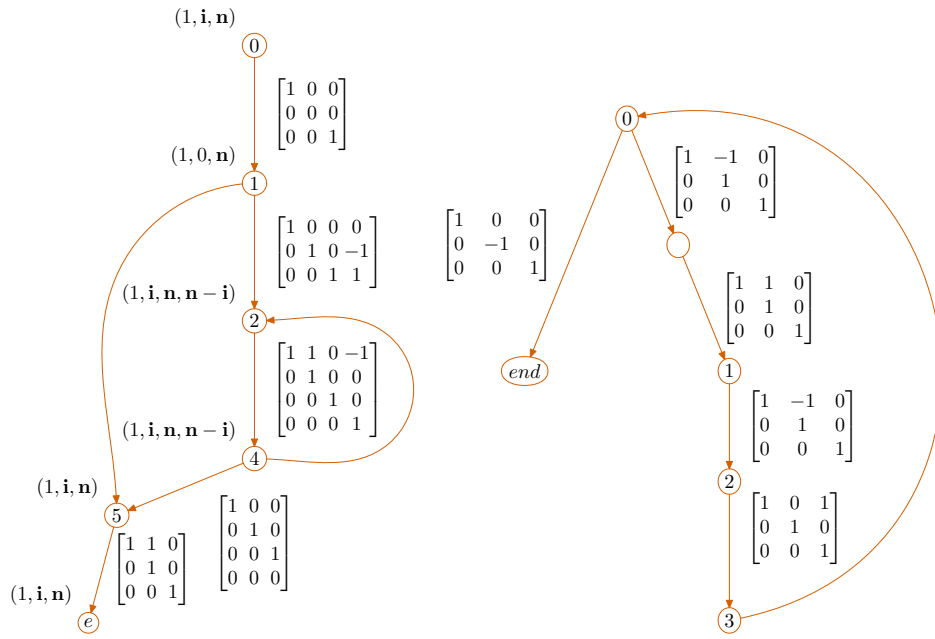 (1, i, n)
0
1 0 0
0 0 0
0 0 1
(1, 0, n)
1
1 0 0 0
0 1 0 −1
0 0 1 1
(1, i, n, n − i)
2
1 1 0 −1
0 1 0 0
0 0 1 0
0 0 0 1
(1, i, n, n − i)
4
(1, i, n)
5
1 0 0
0 1 0
0 0 1
0 0 0
1 1 0
0 1 0
0 0 1
(1, i, n)
e
0
1 −1 0
0 1 0
0 0 1
1 0 0
0 −1 0
0 0 1
1 1 0
0 1 0
0 0 1
end
1
1 −1 0
0 1 0
0 0 1
2
1 0 1
0 1 0
0 0 1
3